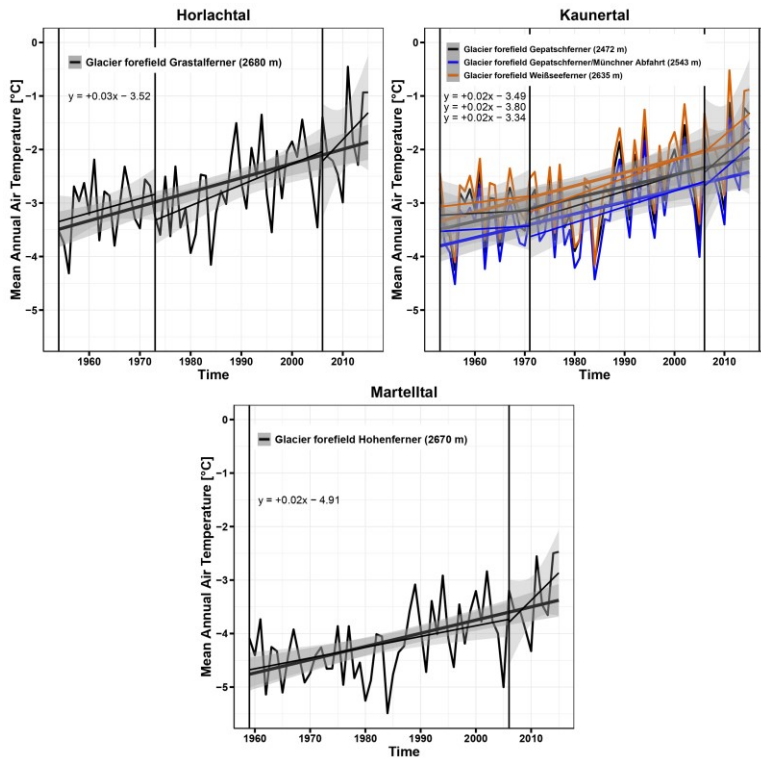 Horlachtal
Mean Annual Air Temperature [°C]
0
−1
−2
−3
−4
−5
Glacier forefield Grastalferner (2680 m)
y = +0.03x − 3.52
1960 1970 1980 1990 2000 2010
Time
Kaunertal
Mean Annual Air Temperature [°C]
0
−1
−2
−3
−4
−5
Glacier forefield Gepatschferner (2472 m)
Glacier forefield Gepatschferner/Münchner Abfahrt (2543 m)
Glacier forefield Weißseeferner (2635 m)
y = +0.02x − 3.49
y = +0.02x − 3.80
y = +0.02x − 3.34
1960 1970 1980 1990 2000 2010
Time
Martelltal
Mean Annual Air Temperature [°C]
0
−1
−2
−3
−4
−5
Glacier forefield Hohenferner (2670 m)
y = +0.02x − 4.91
1960 1970 1980 1990 2000 2010
Time